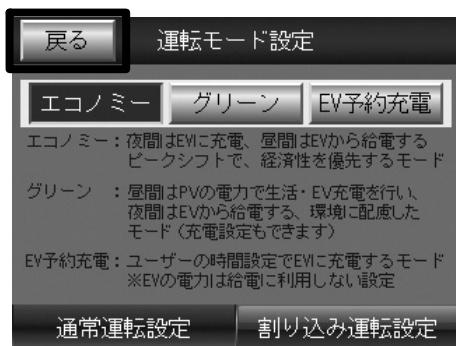 戻る 運転モード設定
エコノミー グリーン EV予約充電
エコノミー：夜間はEVに充電、昼間はEVから給電する
ピークシフトで、経済性を優先するモード
グリーン ：昼間はPVの電力で生活・EV充電を行い、
夜間はEVから給電する、環境に配慮した
モード（充電設定もできます）
EV予約充電：ユーザーの時間設定でEVに充電するモード
※EVの電力は給電に利用しない設定
通常運転設定 割り込み運転設定